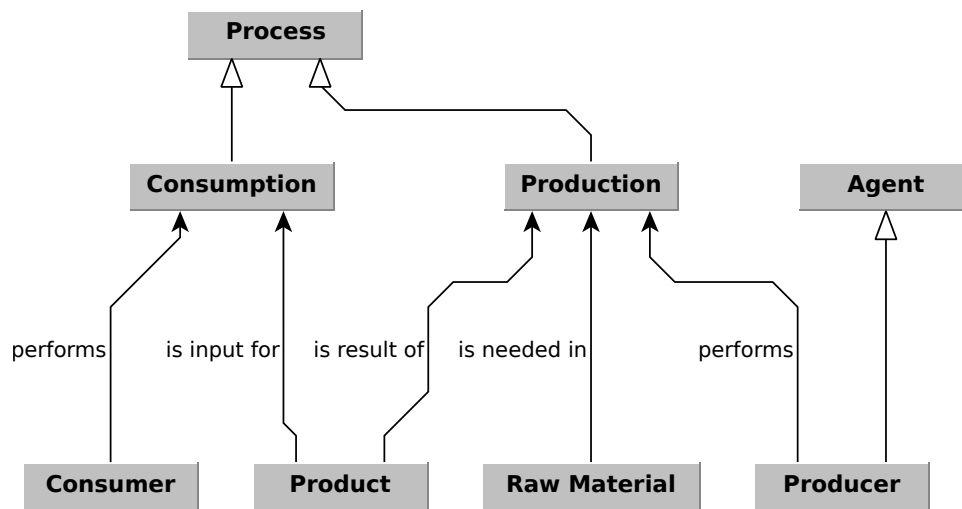 Process
Consumption
Production
Agent
performs
is input for
is result of
is needed in
performs
Consumer
Product
Raw Material
Producer